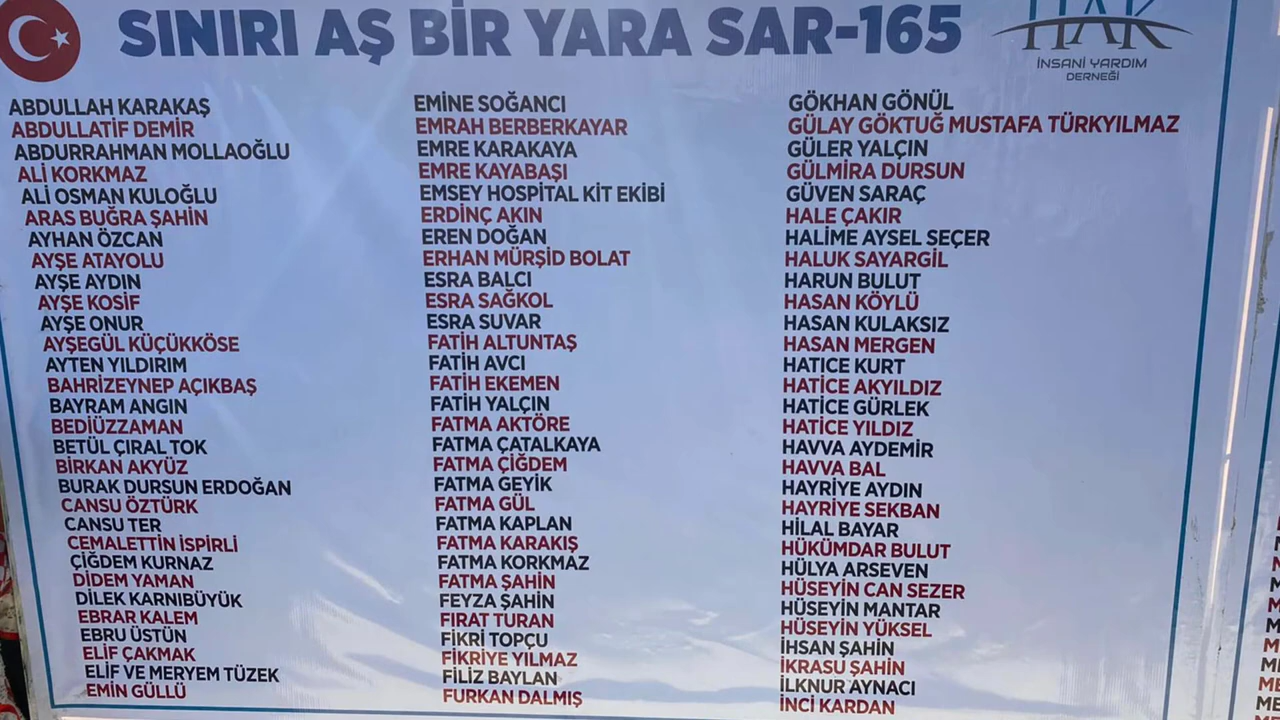 SINIRI AŞ BİR YARA SAR-165
HAK
İNSANİ YARDIM
DERNEĞİ
ABDULLAH KARAKAŞ
ABDULLATİF DEMİR
ABDURRAHMAN MOLLAOĞLU
ALİ KORKMAZ
ALİ OSMAN KULOĞLU
ARAS BUĞRA ŞAHİN
AYHAN ÖZCAN
AYŞE ATAYOLU
AYŞE AYDIN
AYŞE KOSİF
AYŞE ONUR
AYŞEGÜL KÜÇÜKKÖSE
AYTEN YILDIRIM
BAHRİZEYNEP AÇIKBAŞ
BAYRAM ANGIN
BEDİÜZZAMAN
BETÜL ÇIRAL TOK
BİRKAN AKYÜZ
BURAK DURSUN ERDOĞAN
CANSU ÖZTÜRK
CANSU TER
CEMALETTİN İSPİRLİ
ÇİĞDEM KURNAZ
DİDEM YAMAN
DİLEK KARNIBÜYÜK
EBRAR KALEM
EBRU ÜSTÜN
ELİF ÇAKMAK
ELİF VE MERYEM TÜZEK
EMİN GÜLLÜ
EMİNE SOĞANCI
EMRAH BERBERKAYAR
EMRE KARAKAYA
EMRE KAYABAŞI
EMSEY HOSPITAL KİT EKİBİ
ERDİNÇ AKIN
EREN DOĞAN
ERHAN MÜRŞİD BOLAT
ESRA BALCI
ESRA SAĞKOL
ESRA SUVAR
FATİH ALTUNTAŞ
FATİH AVCI
FATİH EKEMEN
FATİH YALÇIN
FATMA AKTÖRE
FATMA ÇATALKAYA
FATMA ÇİĞDEM
FATMA GEYİK
FATMA GÜL
FATMA KAPLAN
FATMA KARAKIŞ
FATMA KORKMAZ
FATMA ŞAHİN
FEYZA ŞAHİN
FIRAT TURAN
FİKRİ TOPÇU
FİKRİYE YILMAZ
FİLİZ BAYLAN
FURKAN DALMIŞ
GÖKHAN GÖNÜL
GÜLAY GÖKTUĞ MUSTAFA TÜRKYILMAZ
GÜLER YALÇIN
GÜLMİRA DURSUN
GÜVEN SARAÇ
HALE ÇAKIR
HALİME AYSEL SEÇER
HALUK SAYARGİL
HARUN BULUT
HASAN KÖYLÜ
HASAN KULAKSIZ
HASAN MERGEN
HATICE KURT
HATİCE AKYILDIZ
HATİCE GÜRLEK
HATİCE YILDIZ
HAVVA AYDEMİR
HAVVA BAL
HAYRİYE AYDIN
HAYRİYE SEKBAN
HİLAL BAYAR
HÜKÜMDAR BULUT
HÜLYA ARSEVEN
HÜSEYİN CAN SEZER
HÜSEYİN MANTAR
HÜSEYİN YÜKSEL
İHSAN ŞAHİN
İKRASU ŞAHİN
İLKNUR AYNACI
İNCİ KARDAN